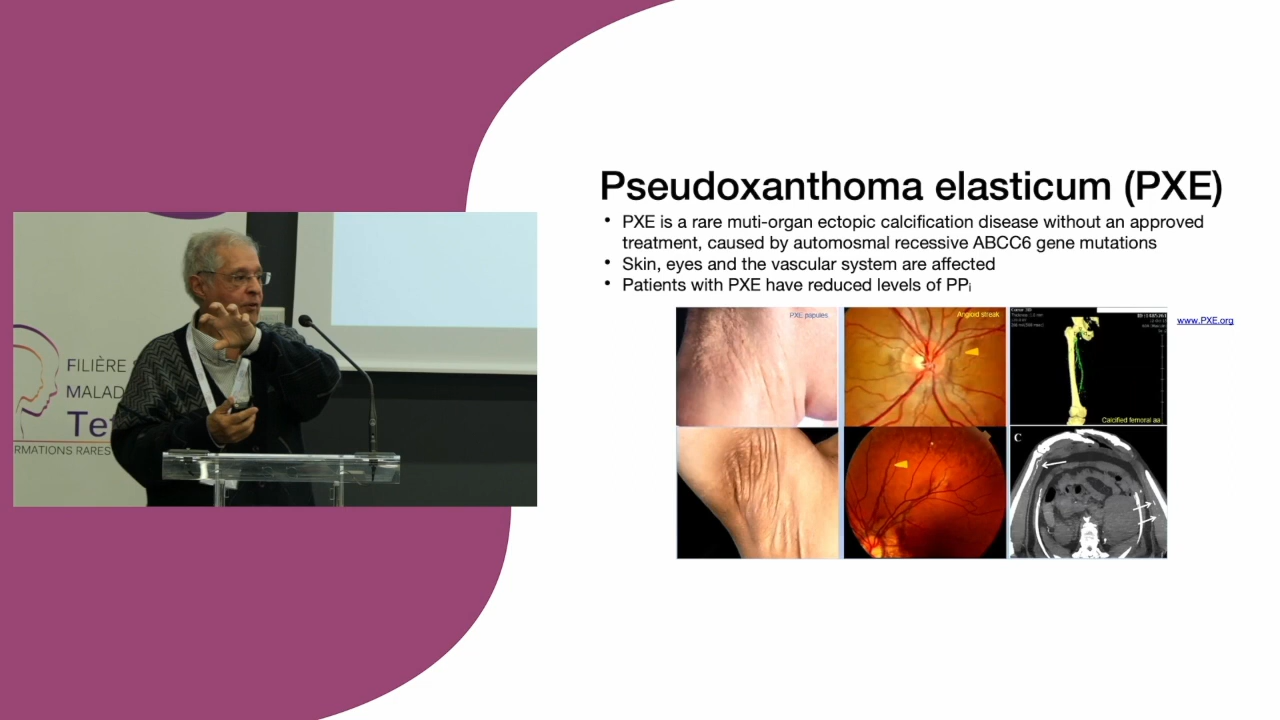 FILIÈRE
MALAD
Te
RMATIONS RARES
Pseudoxanthoma elasticum (PXE)
• PXE is a rare muti-organ ectopic calcification disease without an approved
treatment, caused by automosmal recessive ABCC6 gene mutations
• Skin, eyes and the vascular system are affected
• Patients with PXE have reduced levels of PPi
PXE papules
Angioid streak
www.PXE.org
Calcified femoral aa
C